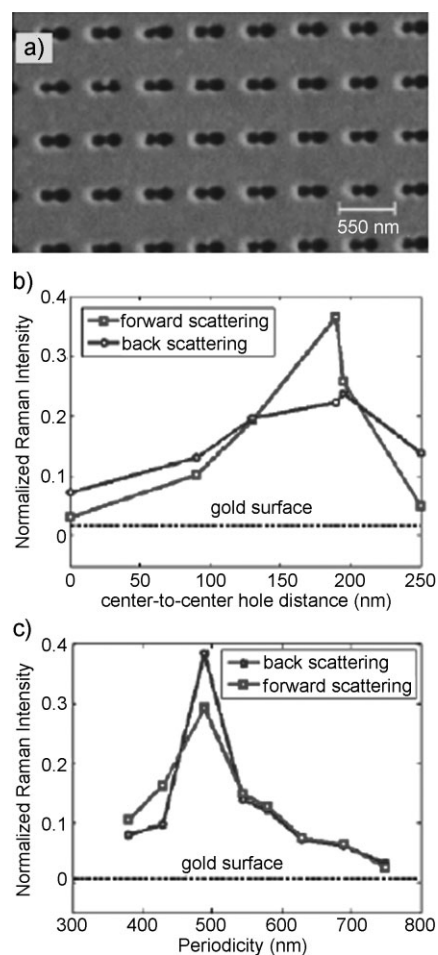 a)
550 nm
b)
Normalized Raman Intensity
0.4
0.3
0.2
0.1
0
forward scattering
back scattering
gold surface
0 50 100 150 200 250
center-to-center hole distance (nm)
c)
Normalized Raman Intensity
0.4
0.3
0.2
0.1
0
back scattering
forward scattering
gold surface
300 400 500 600 700 800
Periodicity (nm)